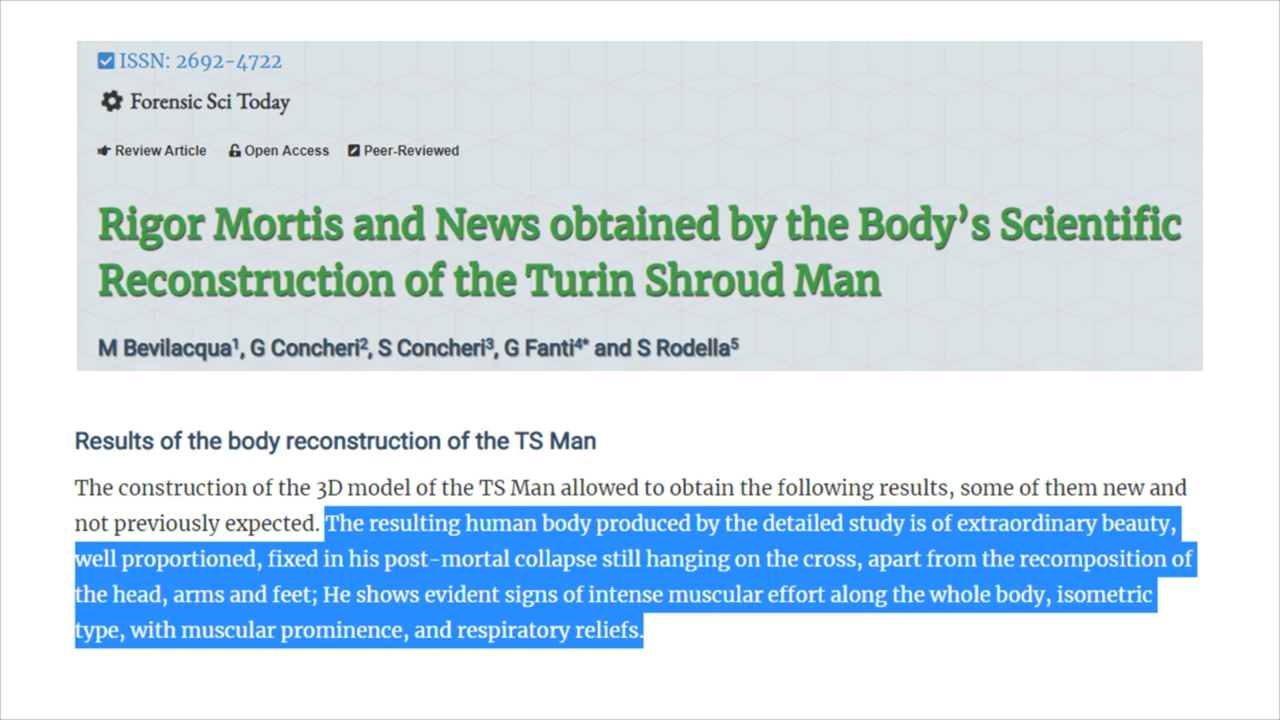 ISSN: 2692-4722
Forensic Sci Today
Review Article Open Access Peer-Reviewed
Rigor Mortis and News obtained by the Body's Scientific
Reconstruction of the Turin Shroud Man
M Bevilacqua¹, G Concheri², S Concheri³, G Fanti⁴* and S Rodella⁵
Results of the body reconstruction of the TS Man
The construction of the 3D model of the TS Man allowed to obtain the following results, some of them new and
not previously expected. The resulting human body produced by the detailed study is of extraordinary beauty,
well proportioned, fixed in his post-mortal collapse still hanging on the cross, apart from the recomposition of
the head, arms and feet; He shows evident signs of intense muscular effort along the whole body, isometric
type, with muscular prominence, and respiratory reliefs.